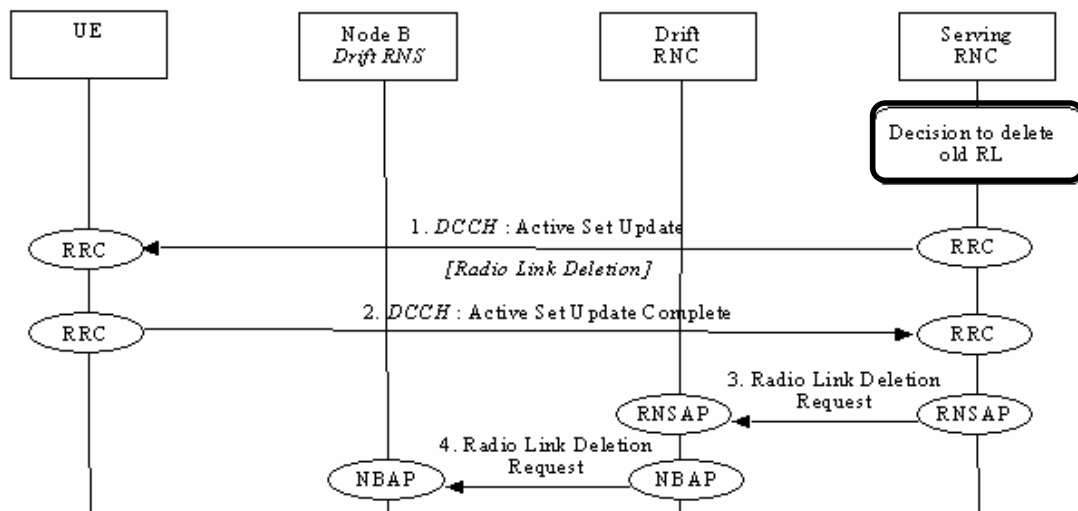 UE
Node B
Drift RNS
Drift
RNC
Serving
RNC
Decision to delete
old RL
1. DCCH : Active Set Update
RRC
RRC
[Radio Link Deletion]
2. DCCH : Active Set Update Complete
RRC
RRC
3. Radio Link Deletion
Request
RNSAP
RNSAP
4. Radio Link Deletion
Request
NBAP
NBAP